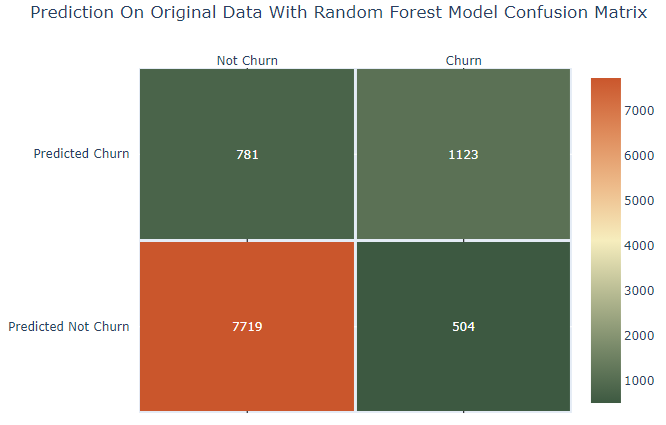 Prediction On Original Data With Random Forest Model Confusion Matrix
Not Churn Churn
Predicted Churn 781 1123
Predicted Not Churn 7719 504
7000
6000
5000
4000
3000
2000
1000